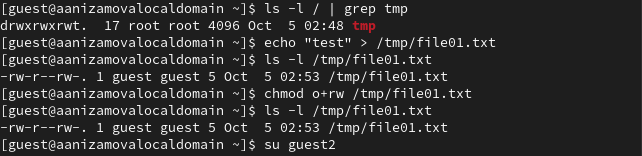 [guest@aanizamovalocaldomain ~]$ ls -l / | grep tmp
drwxrwxrwt.  17 root root 4096 Oct  5 02:48 tmp
[guest@aanizamovalocaldomain ~]$ echo "test" > /tmp/file01.txt
[guest@aanizamovalocaldomain ~]$ ls -l /tmp/file01.txt
-rw-r--rw-. 1 guest guest 5 Oct  5 02:53 /tmp/file01.txt
[guest@aanizamovalocaldomain ~]$ chmod o+rw /tmp/file01.txt
[guest@aanizamovalocaldomain ~]$ ls -l /tmp/file01.txt
-rw-r--rw-. 1 guest guest 5 Oct  5 02:53 /tmp/file01.txt
[guest@aanizamovalocaldomain ~]$ su guest2